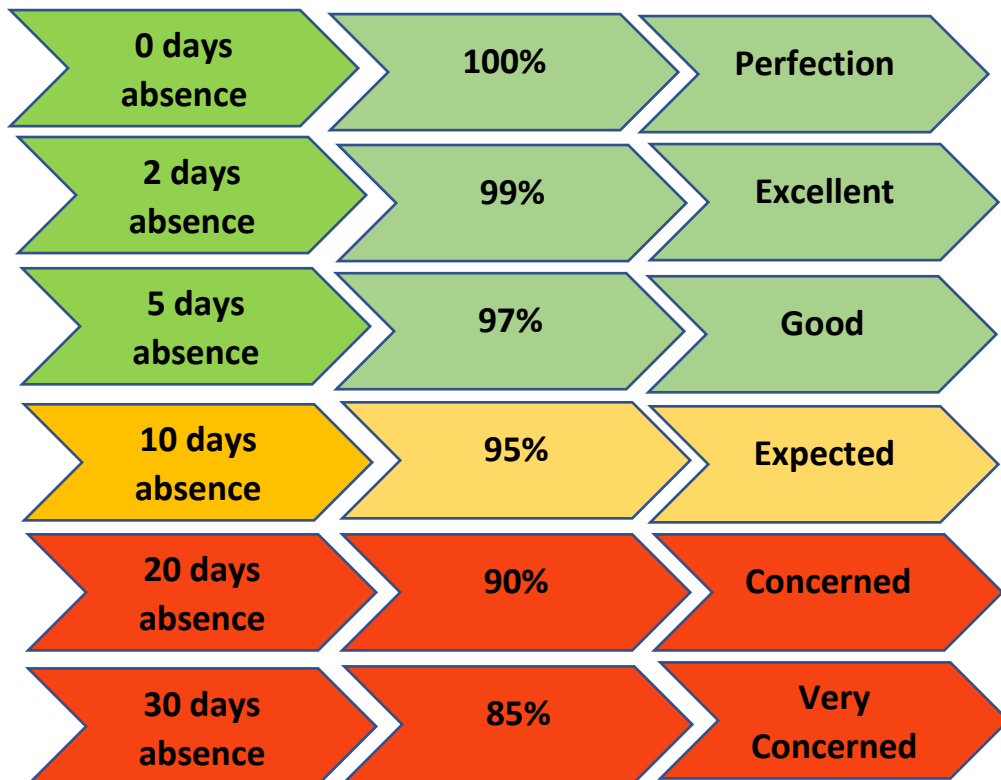 0 days
absence
100%
Perfection
2 days
absence
99%
Excellent
5 days
absence
97%
Good
10 days
absence
95%
Expected
20 days
absence
90%
Concerned
30 days
absence
85%
Very
Concerned